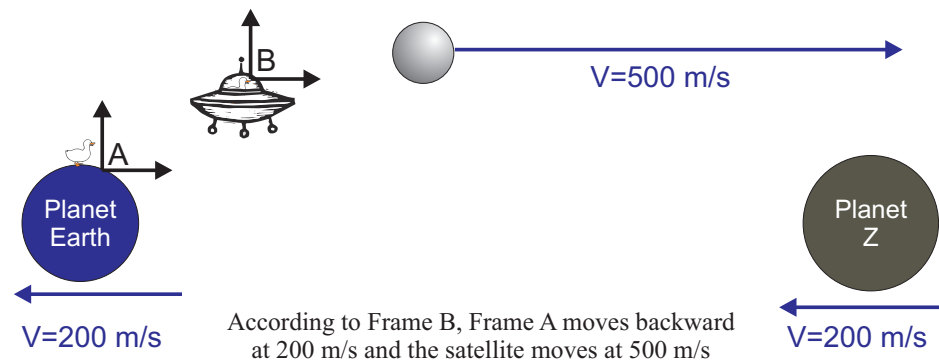 B
V=500 m/s
A
Planet
Earth
Planet
Z
V=200 m/s
According to Frame B, Frame A moves backward
at 200 m/s and the satellite moves at 500 m/s
V=200 m/s